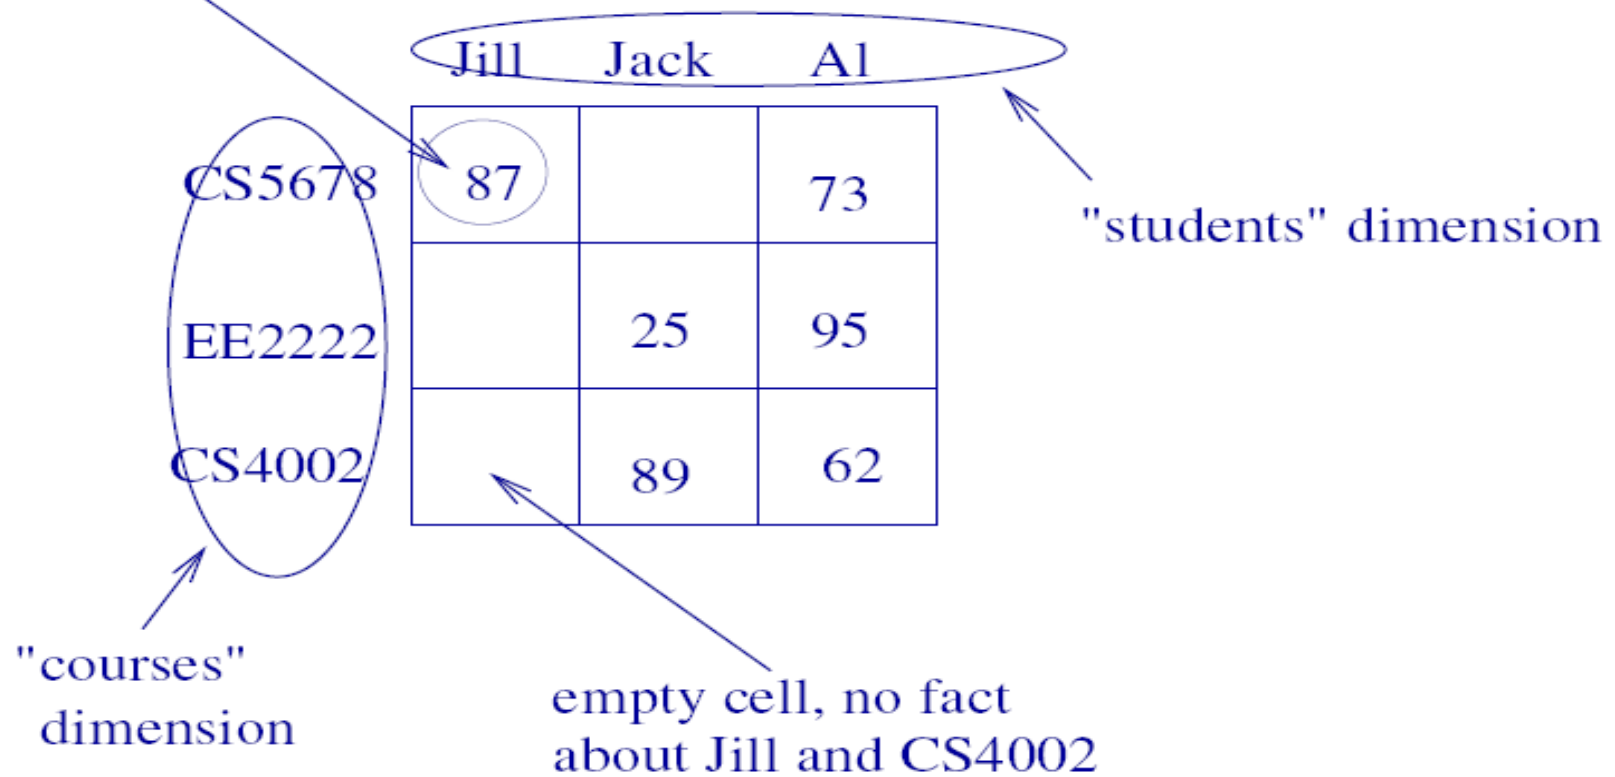 Jill Jack Al
CS5678 87 73
"students" dimension
EE2222 25 95
CS4002 89 62
"courses"
dimension
empty cell, no fact
about Jill and CS4002